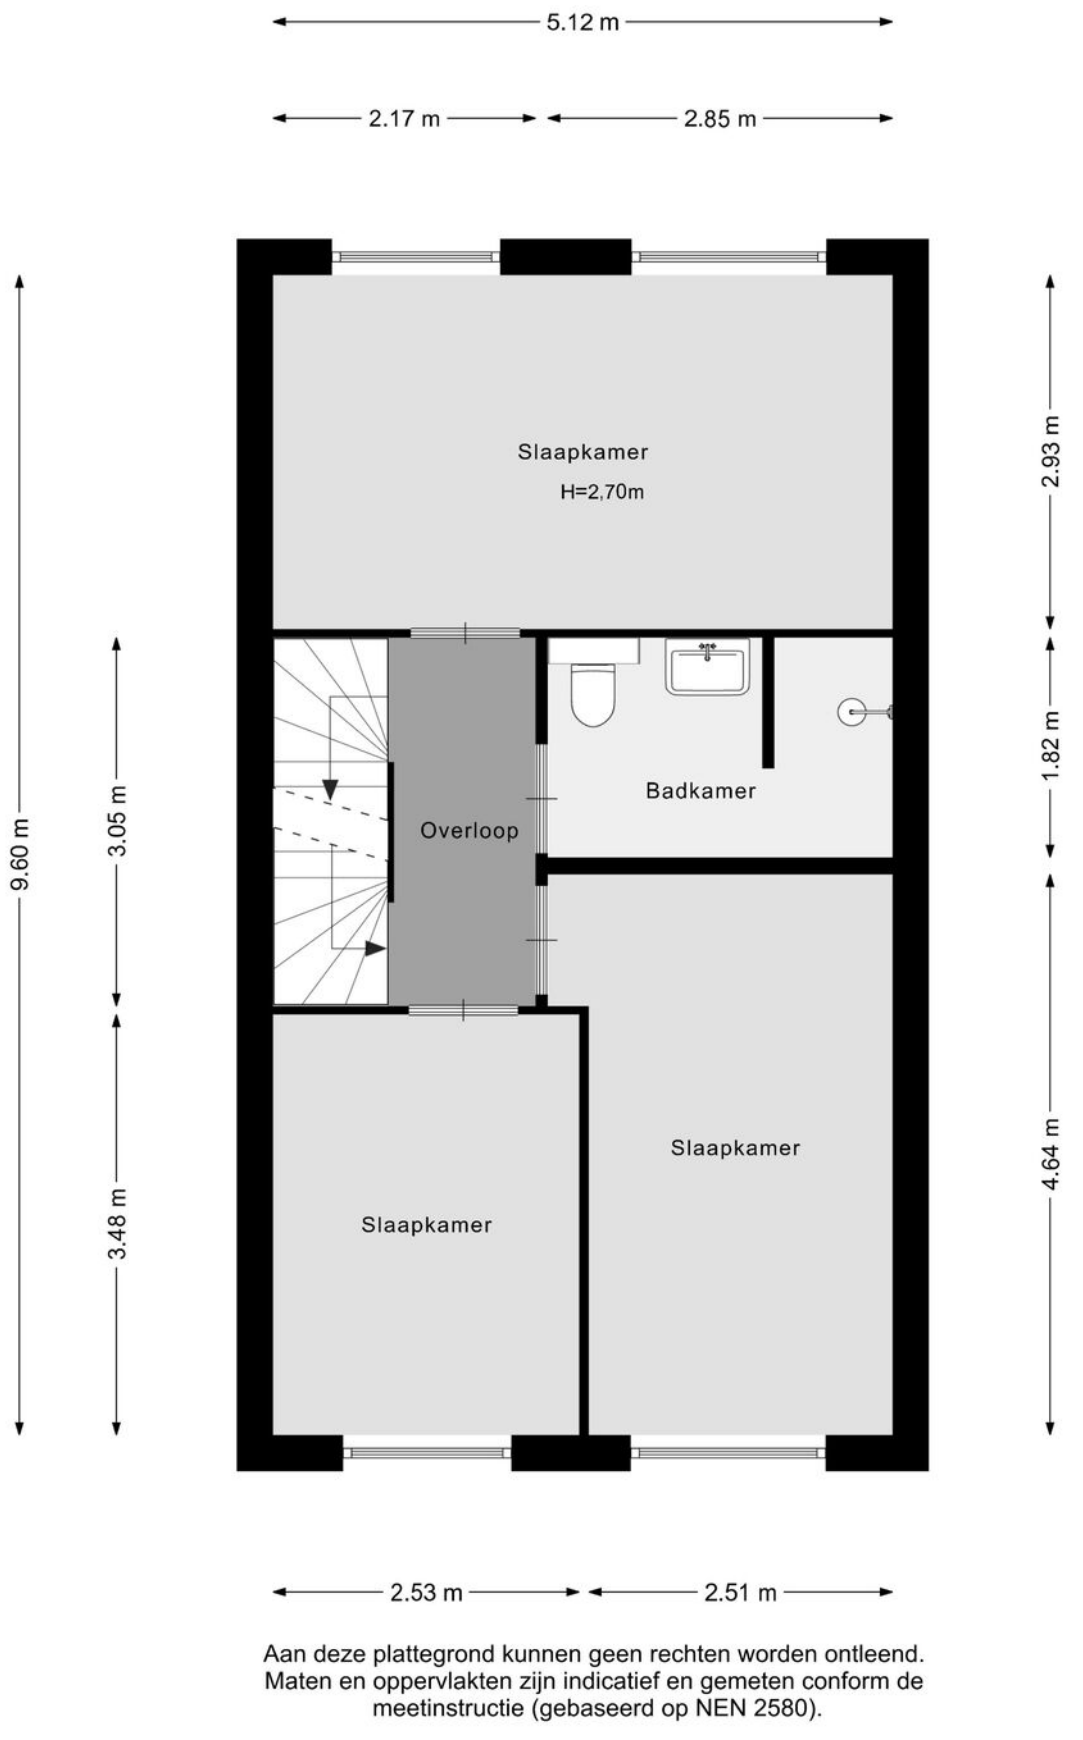 5.12 m
2.17 m
2.85 m
Slaapkamer
H=2,70m
2.93 m
1.82 m
Badkamer
Overloop
3.05 m
9.60 m
Slaapkamer
4.64 m
Slaapkamer
3.48 m
2.53 m
2.51 m
Aan deze plattegrond kunnen geen rechten worden ontleend.
Maten en oppervlakten zijn indicatief en gemeten conform de
meetinstructie (gebaseerd op NEN 2580).